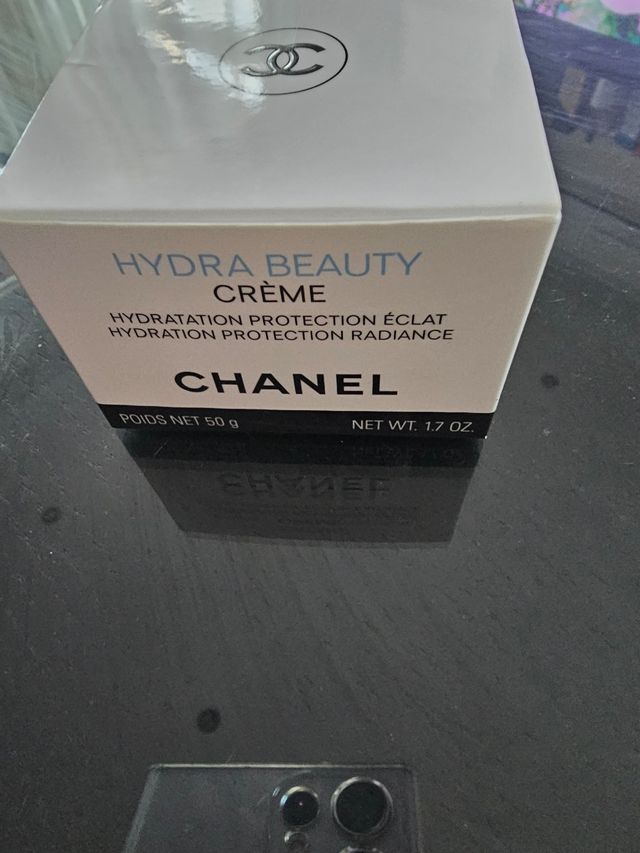 HYDRA BEAUTY
CRÈME
HYDRATATION PROTECTION ÉCLAT
HYDRATION PROTECTION RADIANCE
CHANEL
POIDS NET 50 g NET WT. 1.7 OZ.